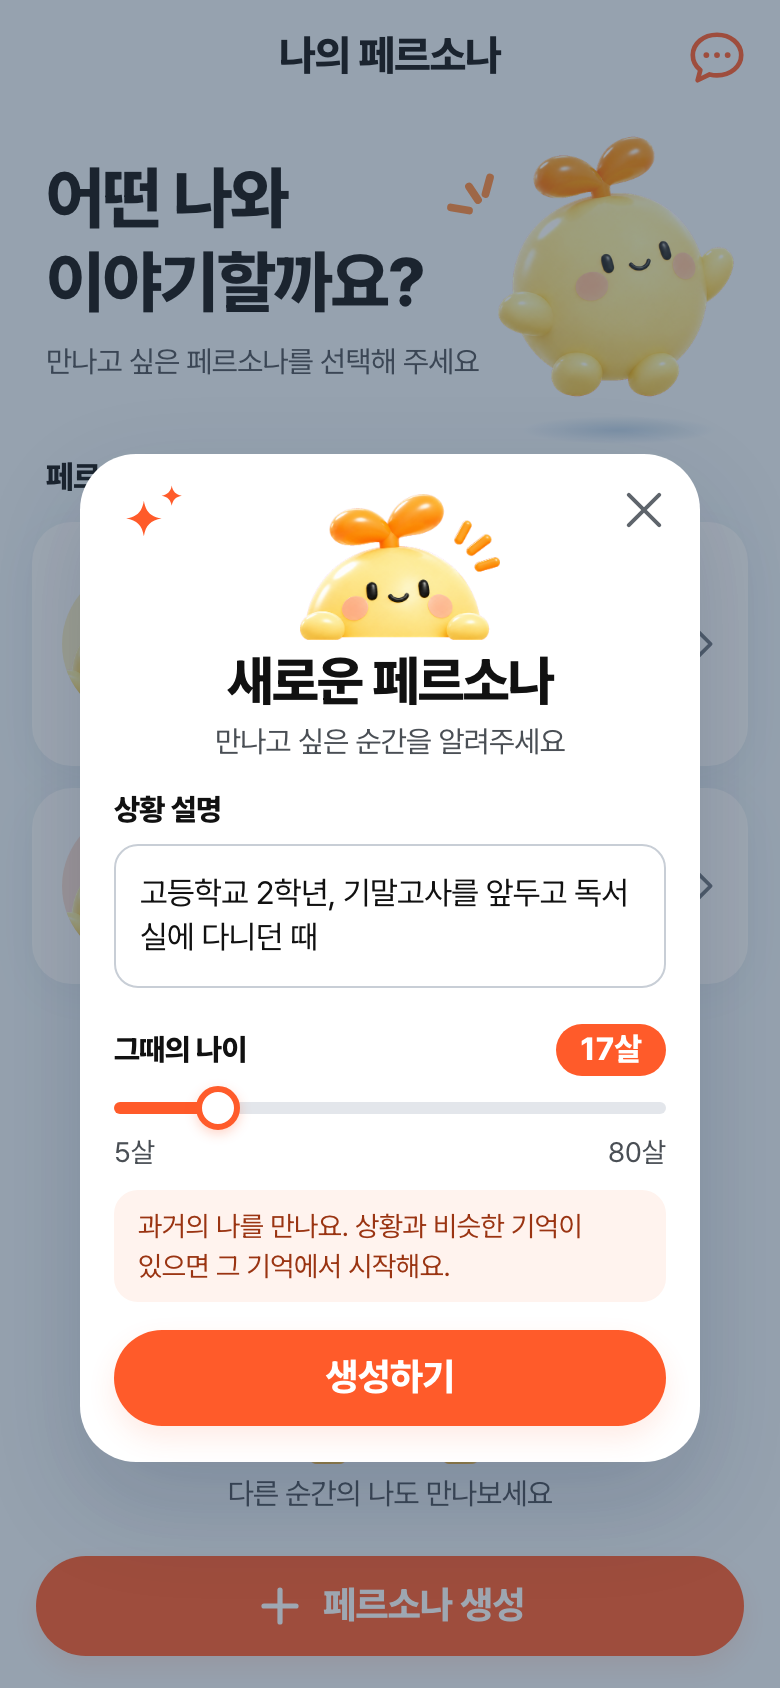 나의 페르소나
어떤 나와
이야기할까요?
만나고 싶은 페르소나를 선택해 주세요
새로운 페르소나
만나고 싶은 순간을 알려주세요
상황 설명
고등학교 2학년, 기말고사를 앞두고 독서
실에 다니던 때
그때의 나이
17살
5살
80살
과거의 나를 만나요. 상황과 비슷한 기억이
있으면 그 기억에서 시작해요.
생성하기
다른 순간의 나도 만나보세요
페르소나 생성